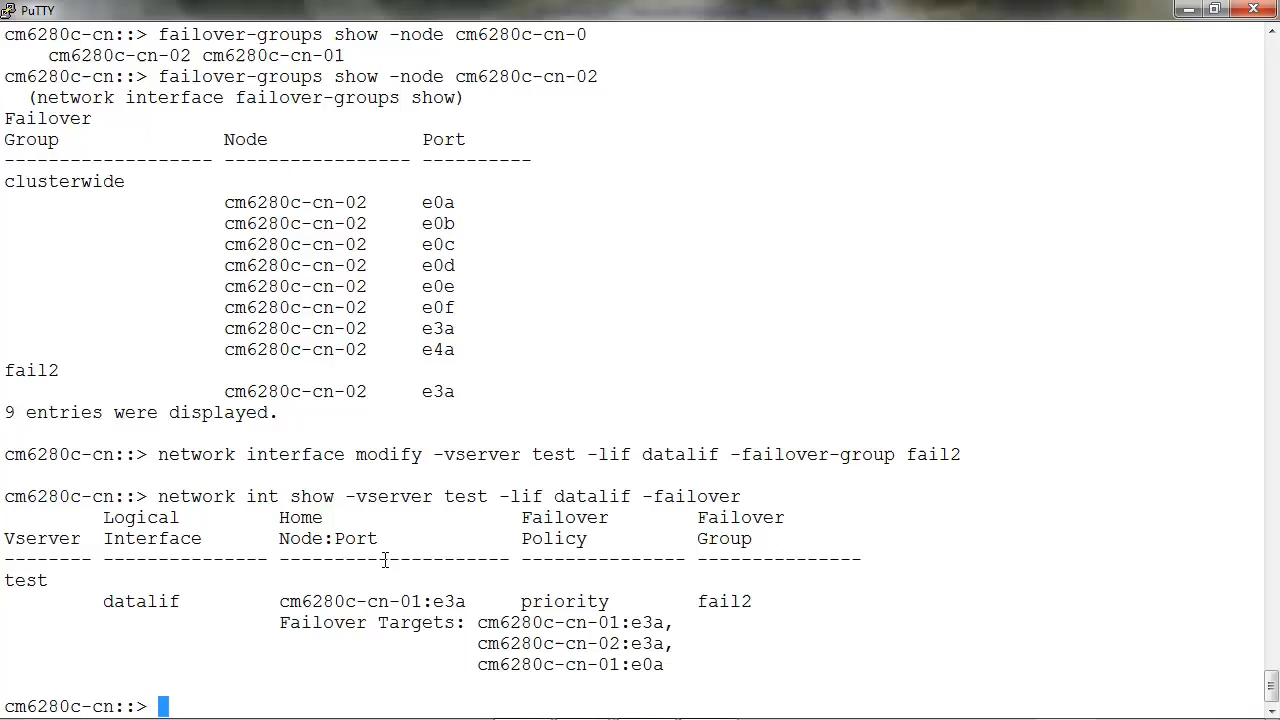 PuTTY
cm6280c-cn::> failover-groups show -node cm6280c-cn-0
    cm6280c-cn-02 cm6280c-cn-01
cm6280c-cn::> failover-groups show -node cm6280c-cn-02
  (network interface failover-groups show)
Failover
Group               Node              Port
------------------- ----------------- ----------
clusterwide
                    cm6280c-cn-02     e0a
                    cm6280c-cn-02     e0b
                    cm6280c-cn-02     e0c
                    cm6280c-cn-02     e0d
                    cm6280c-cn-02     e0e
                    cm6280c-cn-02     e0f
                    cm6280c-cn-02     e3a
                    cm6280c-cn-02     e4a
fail2
                    cm6280c-cn-02     e3a
9 entries were displayed.
cm6280c-cn::> network interface modify -vserver test -lif datalif -failover-group fail2
cm6280c-cn::> network int show -vserver test -lif datalif -failover
         Logical         Home                  Failover        Failover
Vserver  Interface       Node:Port             Policy          Group
-------- --------------- --------------------- --------------- ---------------
test
         datalif         cm6280c-cn-01:e3a     priority        fail2
                         Failover Targets: cm6280c-cn-01:e3a,
                                           cm6280c-cn-02:e3a,
                                           cm6280c-cn-01:e0a
cm6280c-cn::>